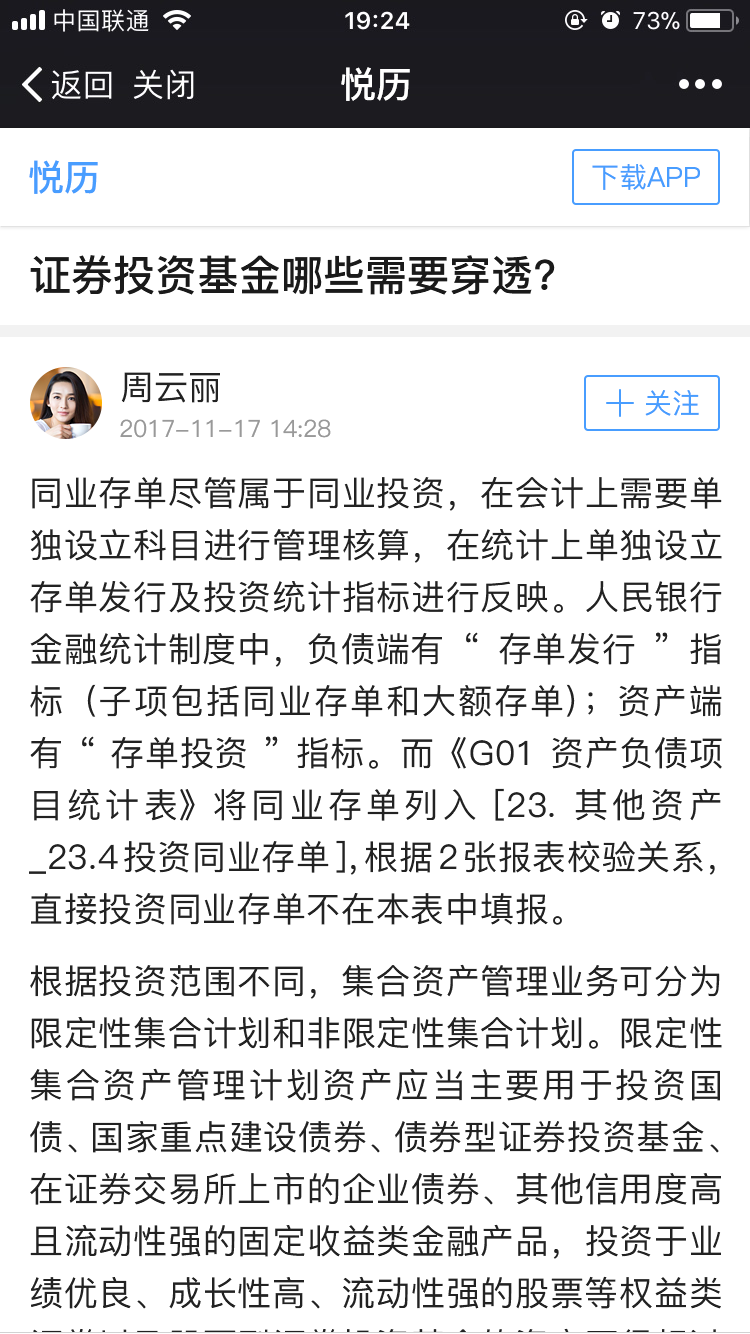 中国联通
19:24
73%
返回 关闭
悦历
悦历
下载APP
证券投资基金哪些需要穿透?
周云丽
2017-11-17 14:28
关注
同业存单尽管属于同业投资，在会计上需要单
独设立科目进行管理核算，在统计上单独设立
存单发行及投资统计指标进行反映。人民银行
金融统计制度中，负债端有 “ 存单发行 ” 指
标（子项包括同业存单和大额存单）；资产端
有 “ 存单投资 ” 指标。而《G01 资产负债项
目统计表》将同业存单列入 [23. 其他资产
_23.4投资同业存单],根据2张报表校验关系，
直接投资同业存单不在本表中填报。
根据投资范围不同，集合资产管理业务可分为
限定性集合计划和非限定性集合计划。限定性
集合资产管理计划资产应当主要用于投资国
债、国家重点建设债券、债券型证券投资基金、
在证券交易所上市的企业债券、其他信用度高
且流动性强的固定收益类金融产品，投资于业
绩优良、成长性高、流动性强的股票等权益类